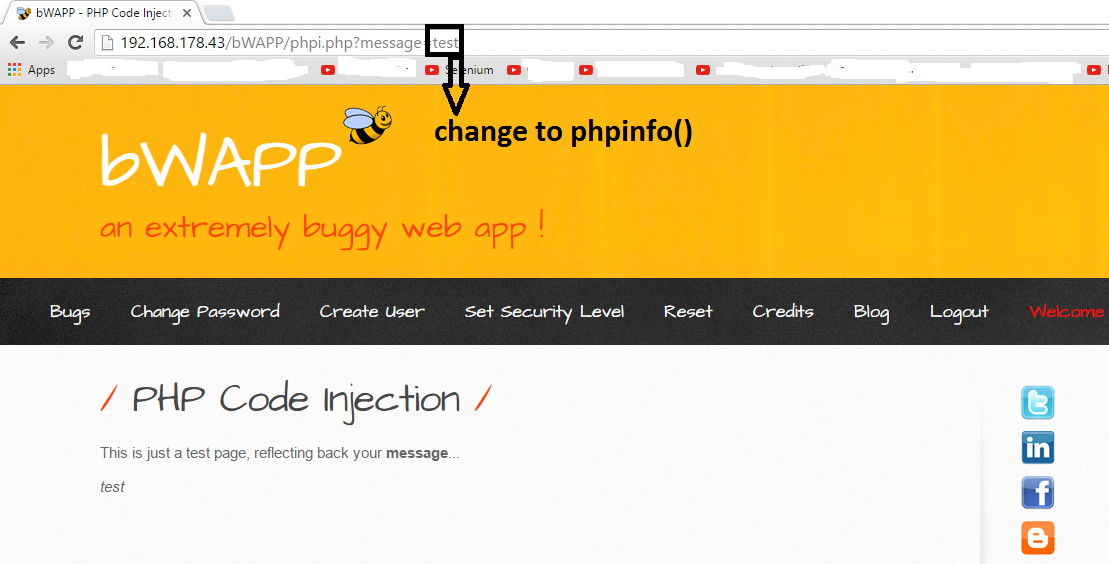 bWAPP - PHP Code Inject
192.168.178.43/bWAPP/phpi.php?message=test
Apps
Selenium
change to phpinfo()
bWAPP
an extremely buggy web app !
Bugs Change Password Create User Set Security Level Reset Credits Blog Logout Welcome
/ PHP Code Injection /
This is just a test page, reflecting back your message...
test
in